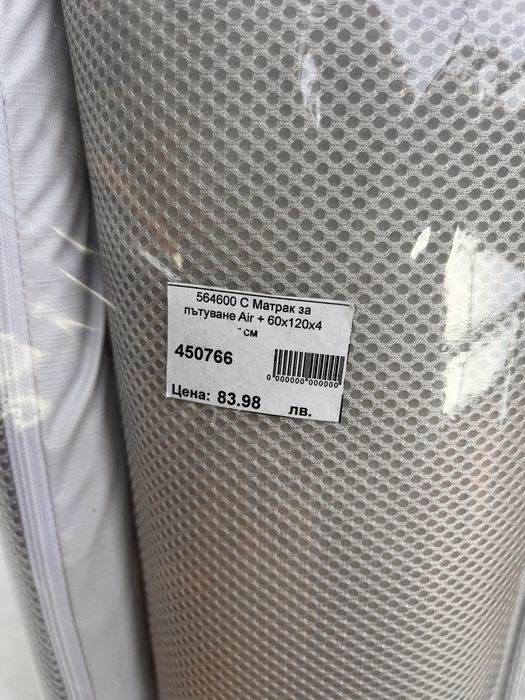 564600 С Матрак за
пътуване Air + 60x120x4
см
450766
0 000000 000000
Цена: 83.98 лв.